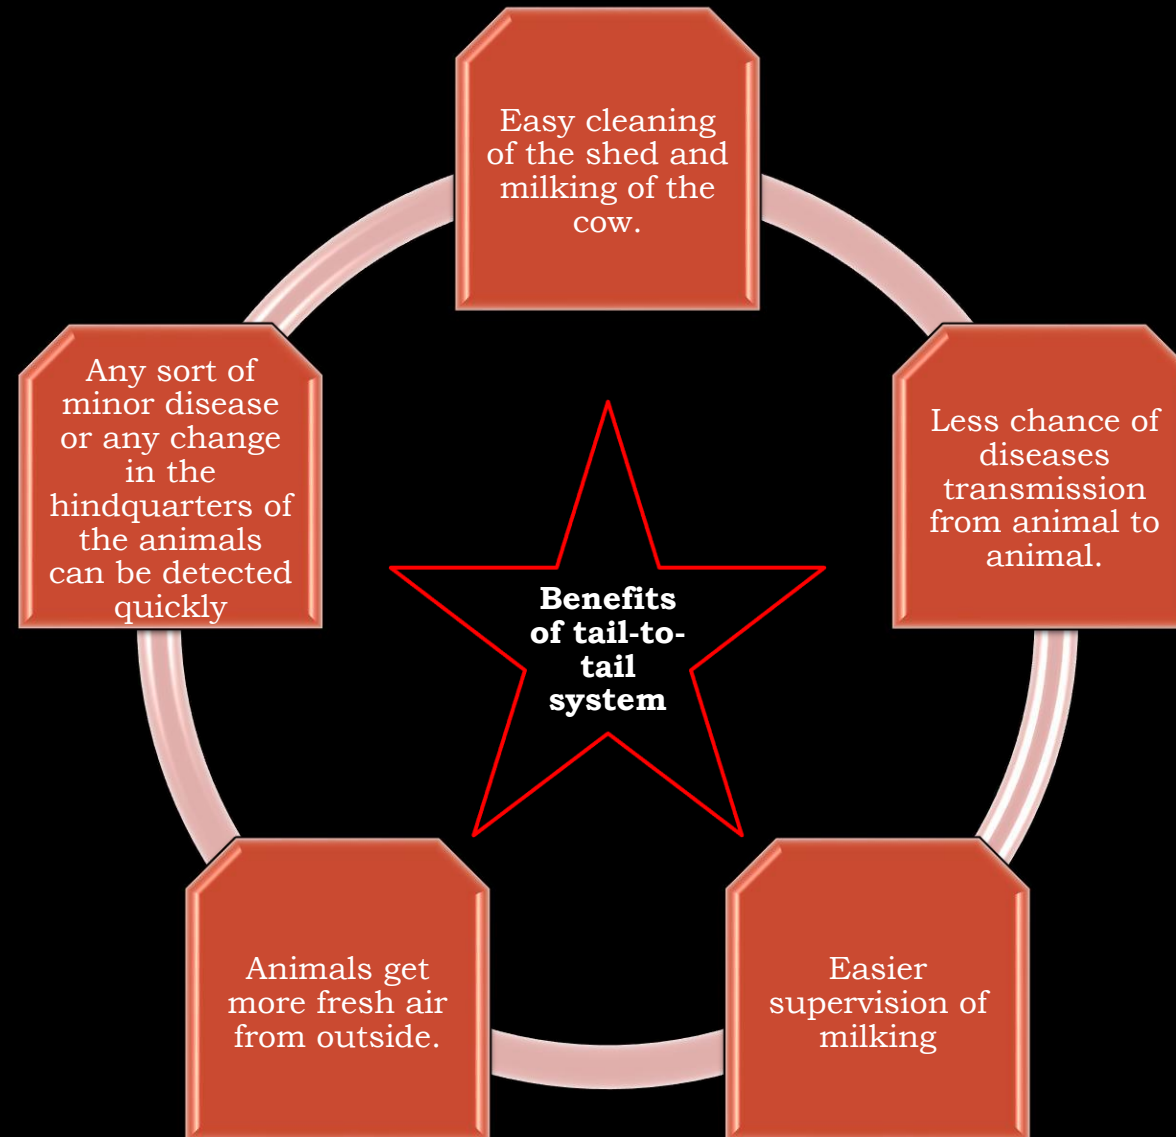 Easy cleaning
of the shed and
milking of the
cow.
Less chance of
diseases
transmission
from animal to
animal.
Easier
supervision of
milking
Animals get
more fresh air
from outside.
Any sort of
minor disease
or any change
in the
hindquarters of
the animals
can be detected
quickly
Benefits
of tail-to-
tail
system